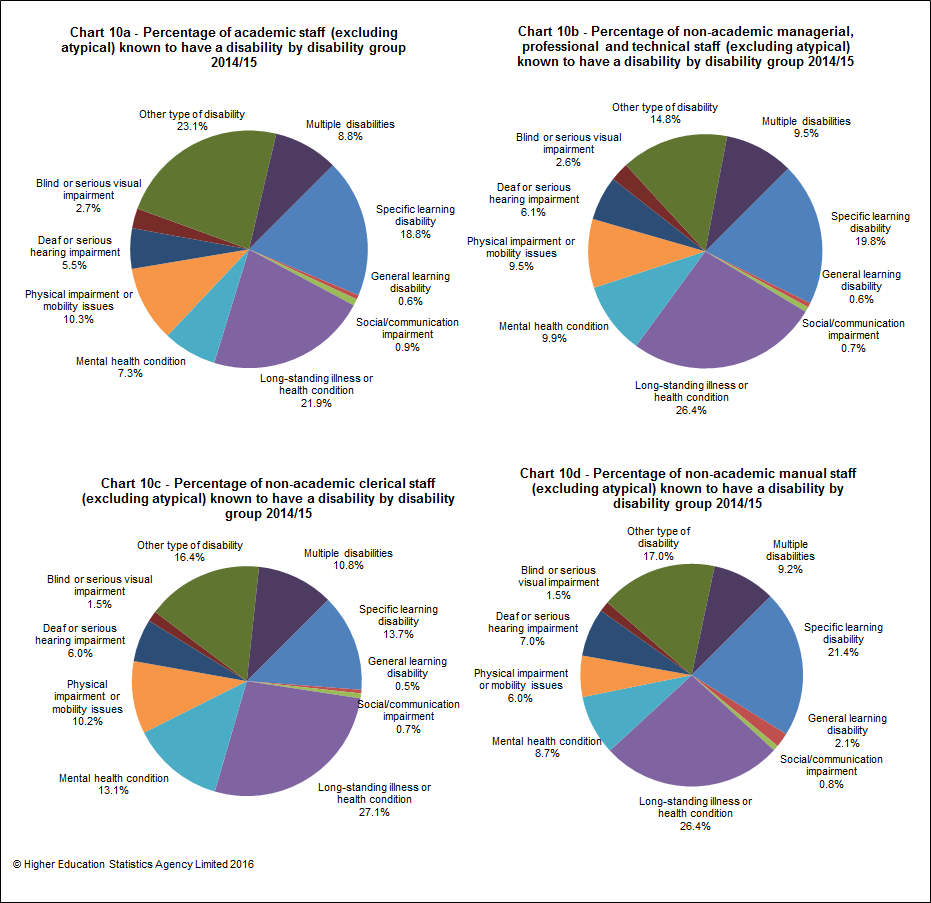 Chart 10a - Percentage of academic staff (excluding
atypical) known to have a disability by disability group
2014/15
Other type of disability
23.1%
Multiple disabilities
8.8%
Blind or serious visual
impairment
2.7%
Specific learning
disability
18.8%
Deaf or serious
hearing impairment
5.5%
General learning
disability
0.6%
Physical impairment or
mobility issues
10.3%
Social/communication
impairment
0.9%
Mental health condition
7.3%
Long-standing illness or
health condition
21.9%
Chart 10b - Percentage of non-academic managerial,
professional and technical staff (excluding atypical)
known to have a disability by disability group 2014/15
Other type of disability
14.8%
Multiple disabilities
9.5%
Blind or serious visual
impairment
2.6%
Deaf or serious
hearing impairment
6.1%
Specific learning
disability
19.8%
Physical impairment or
mobility issues
9.5%
General learning
disability
0.6%
Social/communication
impairment
0.7%
Mental health condition
9.9%
Long-standing illness or
health condition
26.4%
Chart 10c - Percentage of non-academic clerical staff
(excluding atypical) known to have a disability by disability
group 2014/15
Other type of disability
16.4%
Multiple disabilities
10.8%
Blind or serious visual
impairment
1.5%
Specific learning
disability
13.7%
Deaf or serious
hearing impairment
6.0%
General learning
disability
0.5%
Physical
impairment or
mobility issues
10.2%
Social/communication
impairment
0.7%
Mental health condition
13.1%
Long-standing illness or
health condition
27.1%
Chart 10d - Percentage of non-academic manual staff
(excluding atypical) known to have a disability by
disability group 2014/15
Other type of
disability
17.0%
Multiple
disabilities
9.2%
Blind or serious
visual impairment
1.5%
Deaf or serious
hearing impairment
7.0%
Specific learning
disability
21.4%
Physical impairment
or mobility issues
6.0%
General learning
disability
2.1%
Mental health condition
8.7%
Social/communication
impairment
0.8%
Long-standing illness or
health condition
26.4%
© Higher Education Statistics Agency Limited 2016